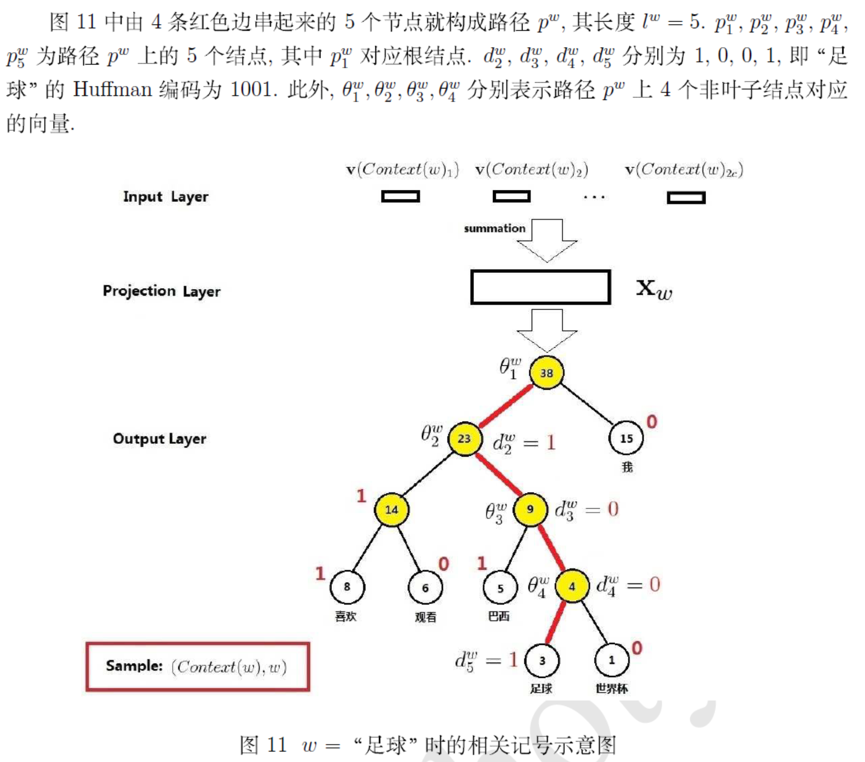 图 11 中由 4 条红色边串起来的 5 个节点就构成路径 $p^w$, 其长度 $l^w = 5$. $p_1^w, p_2^w, p_3^w, p_4^w,$
$p_5^w$ 为路径 $p^w$ 上的 5 个结点, 其中 $p_1^w$ 对应根结点. $d_2^w, d_3^w, d_4^w, d_5^w$ 分别为 1, 0, 0, 1, 即 “足
球” 的 Huffman 编码为 1001. 此外, $\theta_1^w, \theta_2^w, \theta_3^w, \theta_4^w$ 分别表示路径 $p^w$ 上 4 个非叶子结点对应
的向量.
$\mathbf{v}(Context(w)_1)$ $\mathbf{v}(Context(w)_2)$ $\mathbf{v}(Context(w)_{2c})$
Input Layer
...
summation
Projection Layer
$\mathbf{X}_w$
$\theta_1^w$ 38
Output Layer
$\theta_2^w$ 23 $d_2^w = 1$ 15 0
我
1 14 $\theta_3^w$ 9 $d_3^w = 0$
1 8 6 0 1 5 $\theta_4^w$ 4 $d_4^w = 0$
喜欢 观看 巴西
Sample: $(Context(w), w)$
$d_5^w = 1$ 3 1 0
足球 世界杯
图 11 $w =$ “足球” 时的相关记号示意图